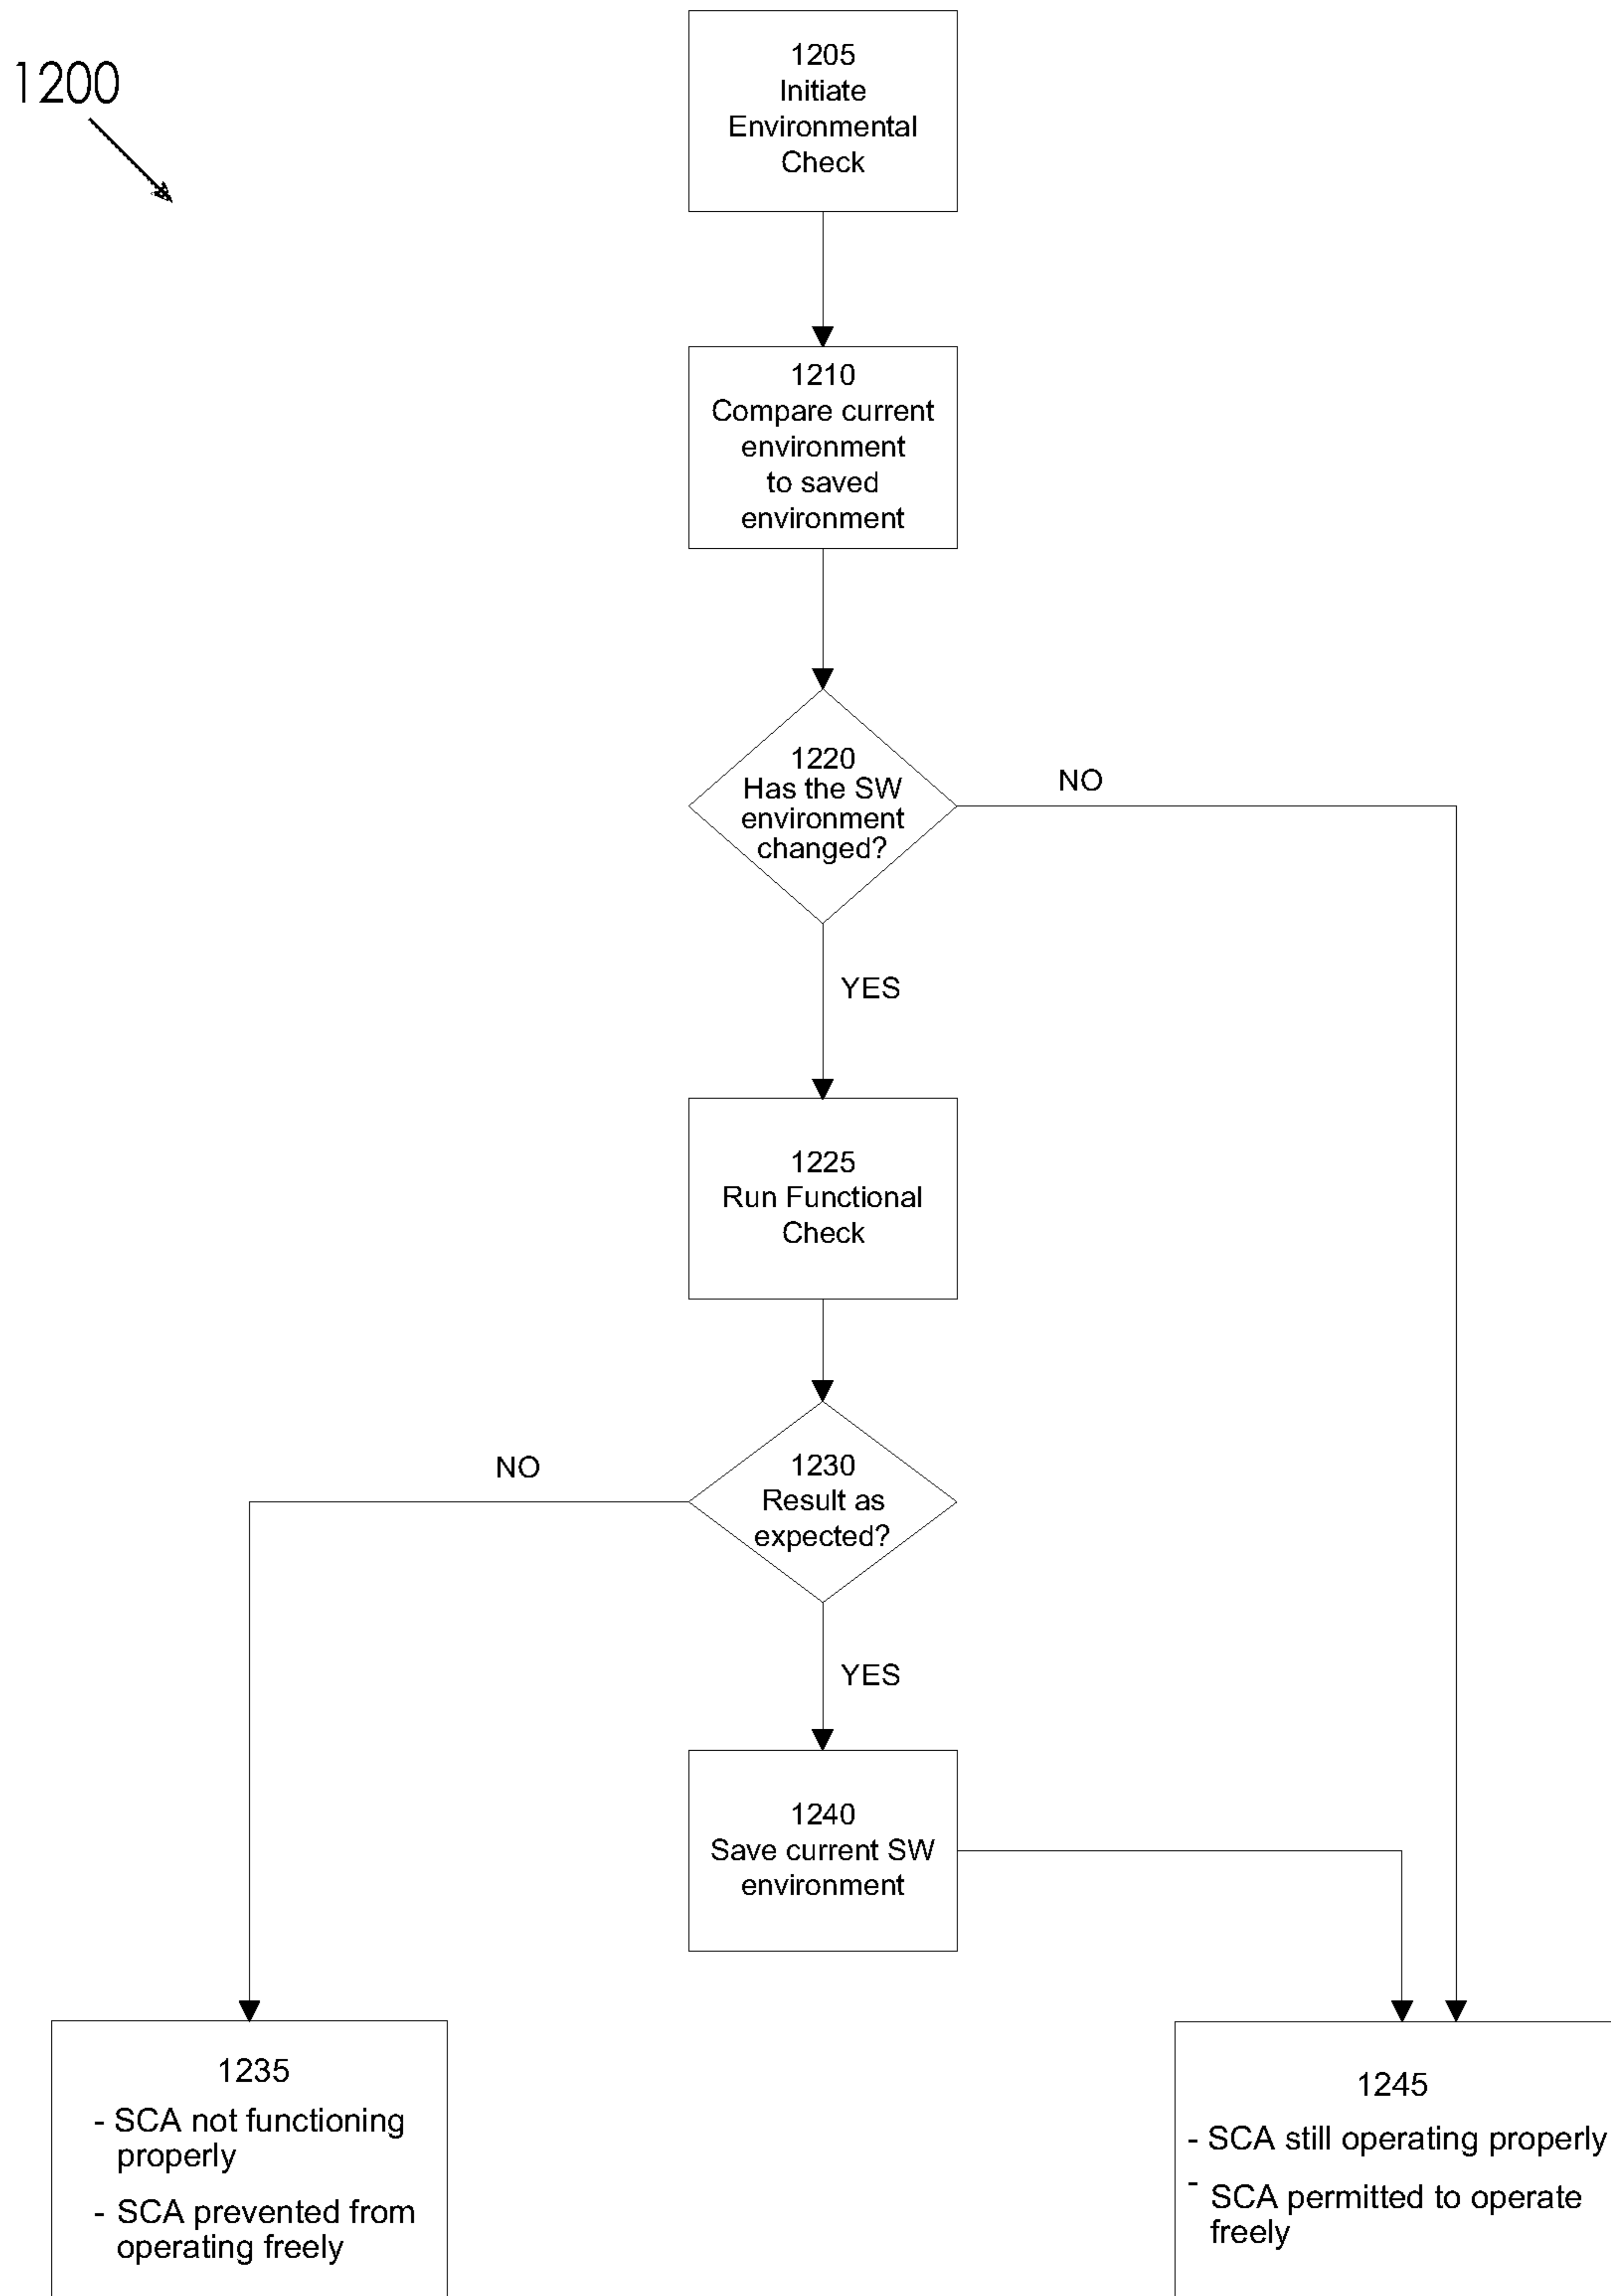 1200
1205
Initiate
Environmental
Check
1210
Compare current
environment
to saved
environment
1220
Has the SW
environment
changed?
NO
YES
1225
Run Functional
Check
1230
Result as
expected?
NO
YES
1240
Save current SW
environment
1235
- SCA not functioning
properly
- SCA prevented from
operating freely
1245
- SCA still operating properly
- SCA permitted to operate
freely